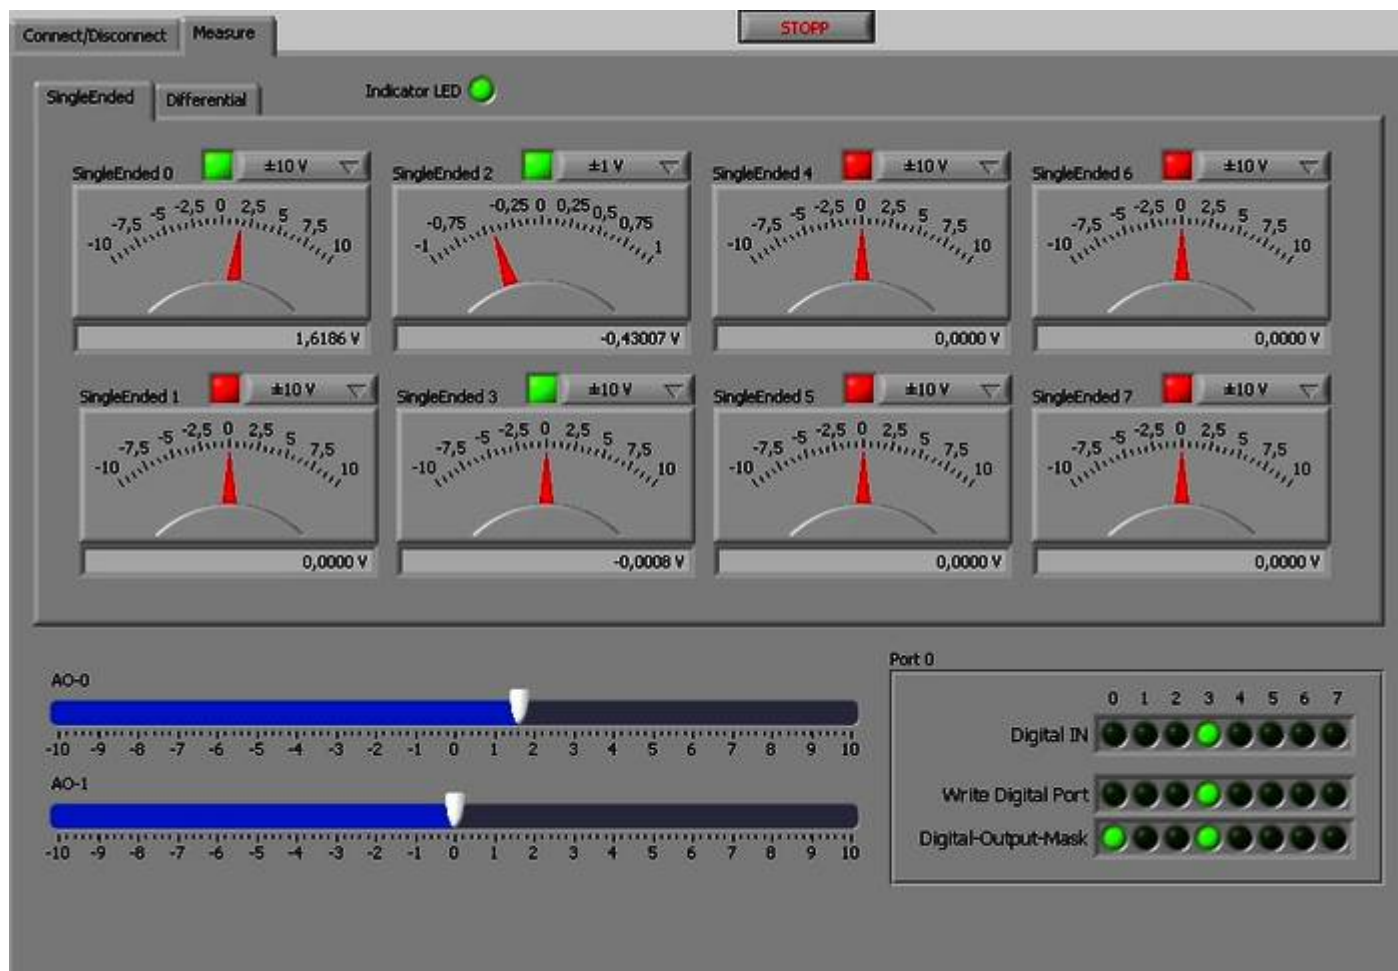 Connect/Disconnect
Measure
STOPP
SingleEnded
Differential
Indicator LED
SingleEnded 0
±10 V
-10 -7,5 -5 -2,5 0 2,5 5 7,5 10
1,6186 V
SingleEnded 2
±1 V
-1 -0,75 -0,25 0 0,25 0,5 0,75 1
-0,43007 V
SingleEnded 4
±10 V
-10 -7,5 -5 -2,5 0 2,5 5 7,5 10
0,0000 V
SingleEnded 6
±10 V
-10 -7,5 -5 -2,5 0 2,5 5 7,5 10
0,0000 V
SingleEnded 1
±10 V
-10 -7,5 -5 -2,5 0 2,5 5 7,5 10
0,0000 V
SingleEnded 3
±10 V
-10 -7,5 -5 -2,5 0 2,5 5 7,5 10
-0,0008 V
SingleEnded 5
±10 V
-10 -7,5 -5 -2,5 0 2,5 5 7,5 10
0,0000 V
SingleEnded 7
±10 V
-10 -7,5 -5 -2,5 0 2,5 5 7,5 10
0,0000 V
AO-0
-10 -9 -8 -7 -6 -5 -4 -3 -2 -1 0 1 2 3 4 5 6 7 8 9 10
AO-1
-10 -9 -8 -7 -6 -5 -4 -3 -2 -1 0 1 2 3 4 5 6 7 8 9 10
Port 0
0 1 2 3 4 5 6 7
Digital IN
Write Digital Port
Digital-Output-Mask